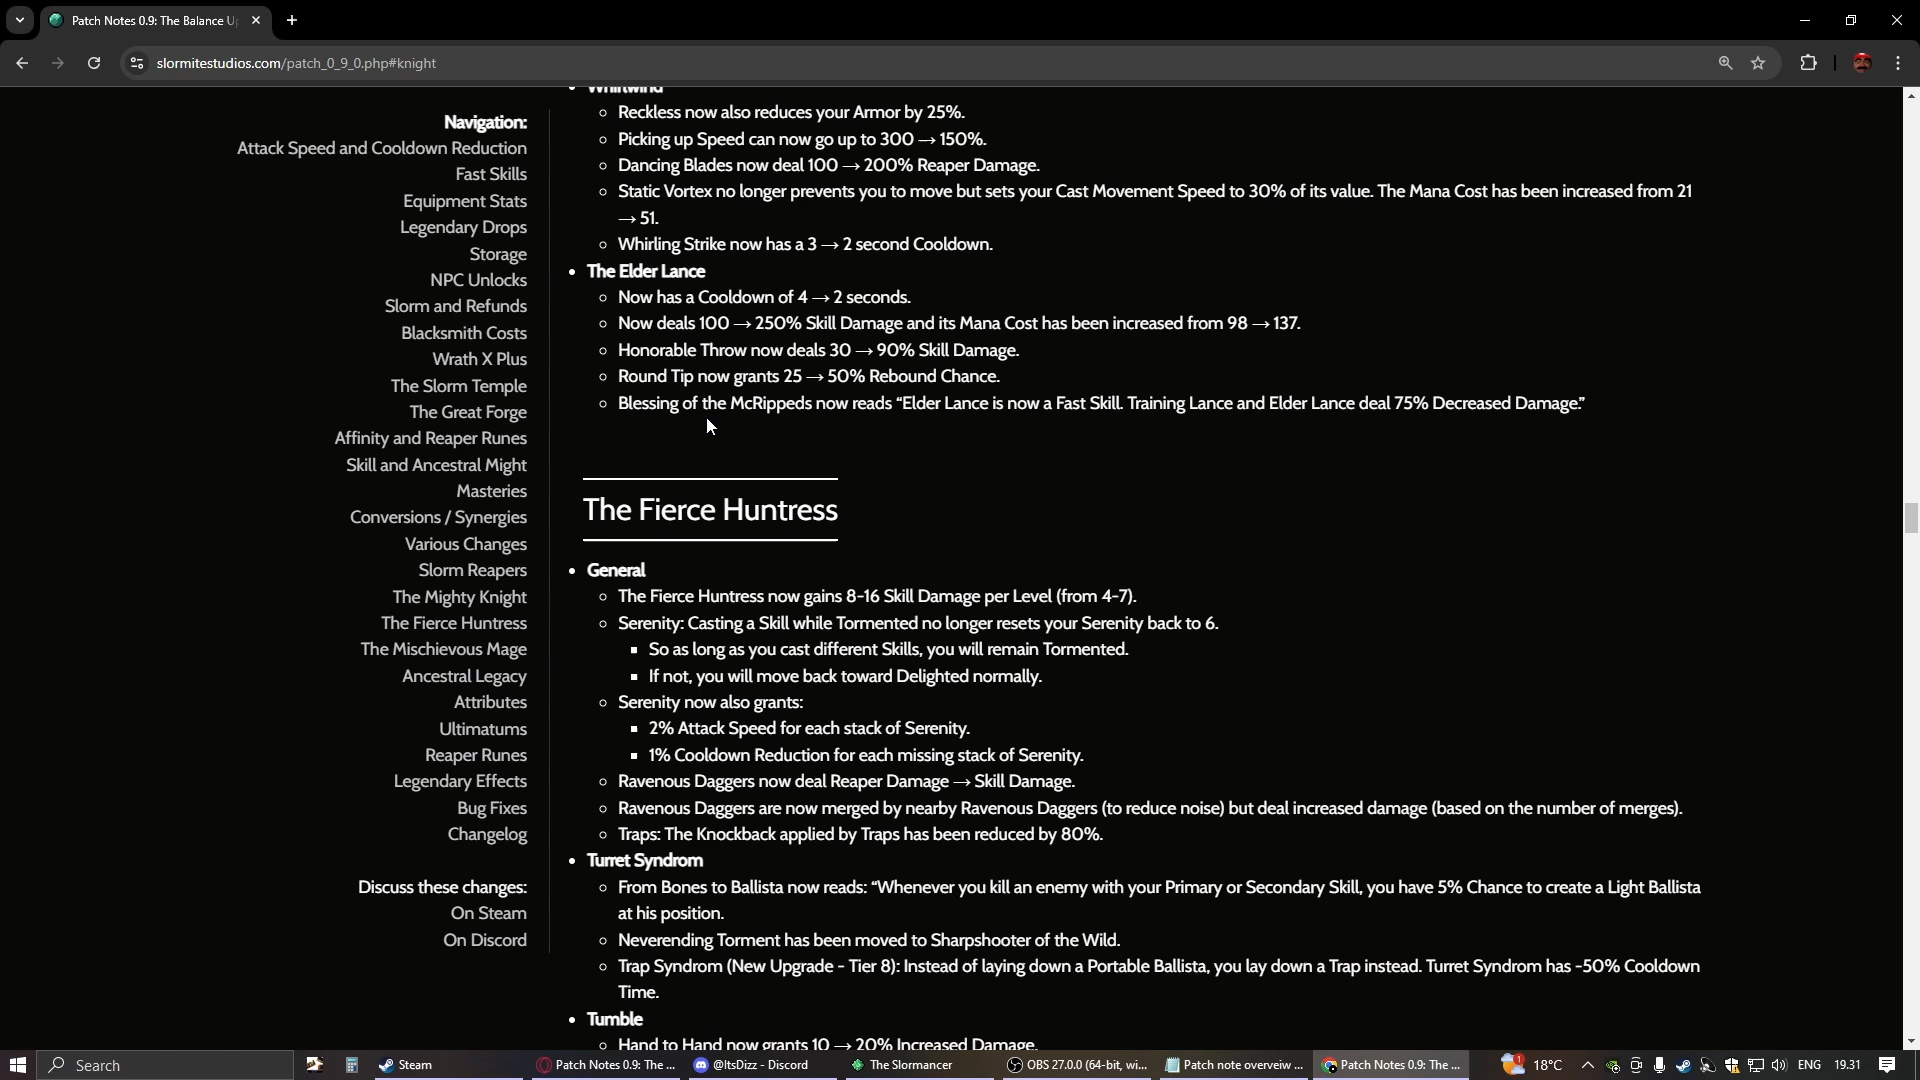 Patch Notes 0.9: The Balance U
slormitestudios.com/patch_0_9_0.php#knight
Navigation:
Attack Speed and Cooldown Reduction
Fast Skills
Equipment Stats
Legendary Drops
Storage
NPC Unlocks
Slorm and Refunds
Blacksmith Costs
Wrath X Plus
The Slorm Temple
The Great Forge
Affinity and Reaper Runes
Skill and Ancestral Might
Masteries
Conversions / Synergies
Various Changes
Slorm Reapers
The Mighty Knight
The Fierce Huntress
The Mischievous Mage
Ancestral Legacy
Attributes
Ultimatums
Reaper Runes
Legendary Effects
Bug Fixes
Changelog
Discuss these changes:
On Steam
On Discord
Whirlwind
Reckless now also reduces your Armor by 25%.
Picking up Speed can now go up to 300 → 150%.
Dancing Blades now deal 100 → 200% Reaper Damage.
Static Vortex no longer prevents you to move but sets your Cast Movement Speed to 30% of its value. The Mana Cost has been increased from 21
→ 51.
Whirling Strike now has a 3 → 2 second Cooldown.
The Elder Lance
Now has a Cooldown of 4 → 2 seconds.
Now deals 100 → 250% Skill Damage and its Mana Cost has been increased from 98 → 137.
Honorable Throw now deals 30 → 90% Skill Damage.
Round Tip now grants 25 → 50% Rebound Chance.
Blessing of the McRippeds now reads “Elder Lance is now a Fast Skill. Training Lance and Elder Lance deal 75% Decreased Damage.”
The Fierce Huntress
General
The Fierce Huntress now gains 8-16 Skill Damage per Level (from 4-7).
Serenity: Casting a Skill while Tormented no longer resets your Serenity back to 6.
So as long as you cast different Skills, you will remain Tormented.
If not, you will move back toward Delighted normally.
Serenity now also grants:
2% Attack Speed for each stack of Serenity.
1% Cooldown Reduction for each missing stack of Serenity.
Ravenous Daggers now deal Reaper Damage → Skill Damage.
Ravenous Daggers are now merged by nearby Ravenous Daggers (to reduce noise) but deal increased damage (based on the number of merges).
Traps: The Knockback applied by Traps has been reduced by 80%.
Turret Syndrom
From Bones to Ballista now reads: “Whenever you kill an enemy with your Primary or Secondary Skill, you have 5% Chance to create a Light Ballista
at his position.
Neverending Torment has been moved to Sharpshooter of the Wild.
Trap Syndrom (New Upgrade - Tier 8): Instead of laying down a Portable Ballista, you lay down a Trap instead. Turret Syndrom has -50% Cooldown
Time.
Tumble
Hand to Hand now grants 10 → 20% Increased Damage.
Search
Steam
Patch Notes 0.9: The ...
@ItsDizz - Discord
The Slormancer
OBS 27.0.0 (64-bit, wi...
Patch note overveiw ...
Patch Notes 0.9: The ...
1
18°C
ENG
19.31